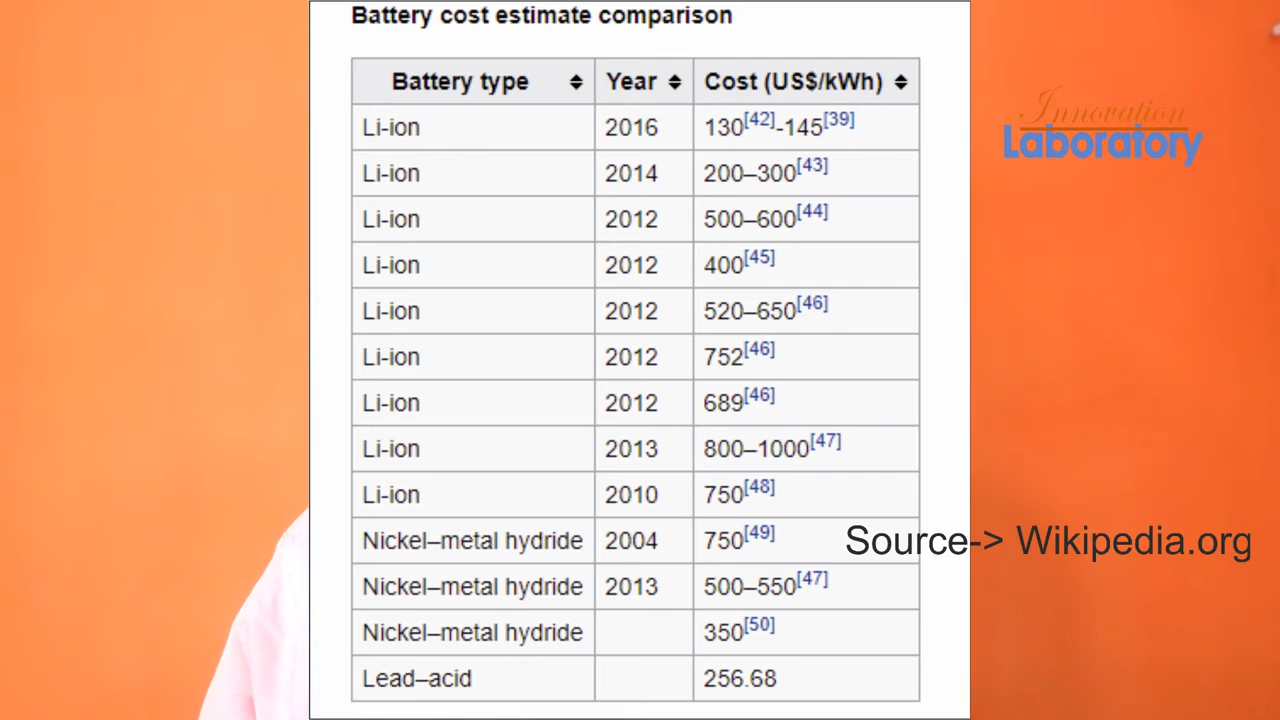 Battery cost estimate comparison
Battery type Year Cost (US$/kWh)
Li-ion 2016 130[42]-145[39]
Li-ion 2014 200–300[43]
Li-ion 2012 500–600[44]
Li-ion 2012 400[45]
Li-ion 2012 520–650[46]
Li-ion 2012 752[46]
Li-ion 2012 689[46]
Li-ion 2013 800–1000[47]
Li-ion 2010 750[48]
Nickel–metal hydride 2004 750[49]
Nickel–metal hydride 2013 500–550[47]
Nickel–metal hydride 350[50]
Lead–acid 256.68
Innovation
Laboratory
Source-> Wikipedia.org